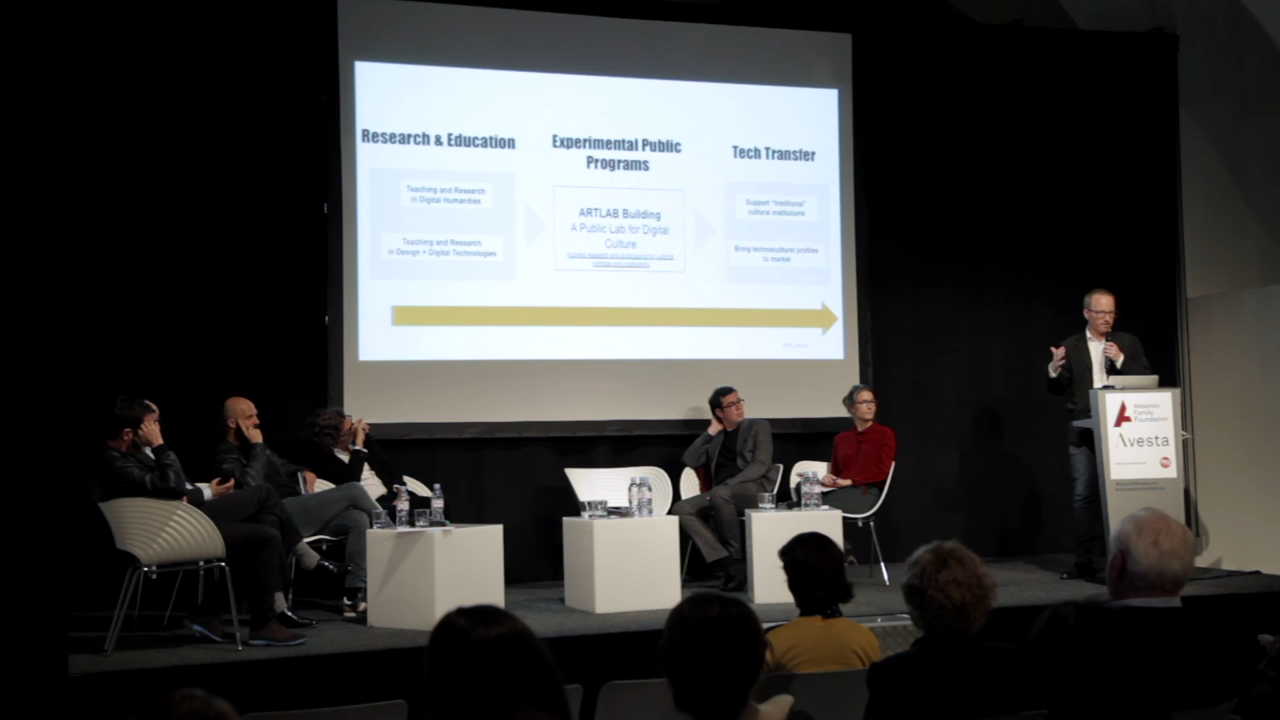 Research & Education
Experimental Public
Programs
Tech Transfer
Teaching and Research
in Digital Humanities
Teaching and Research
in Design + Digital Technologies
ARTLAB Building
A Public Lab for Digital
Culture
Support "traditional"
cultural institutions
Bring technocultural profiles
to market
Family
Foundation
Avesta